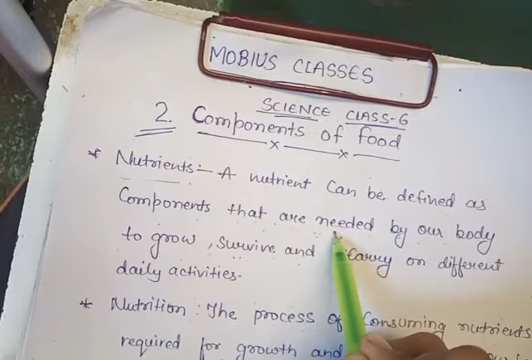 MOBIUS CLASSES
SCIENCE CLASS-6
2. Components of food
* Nutrients:- A nutrient can be defined as
Components that are needed by our body
to grow, survive and carry on different
daily activities.
* Nutrition: The process of Consuming nutrients
required for growth and